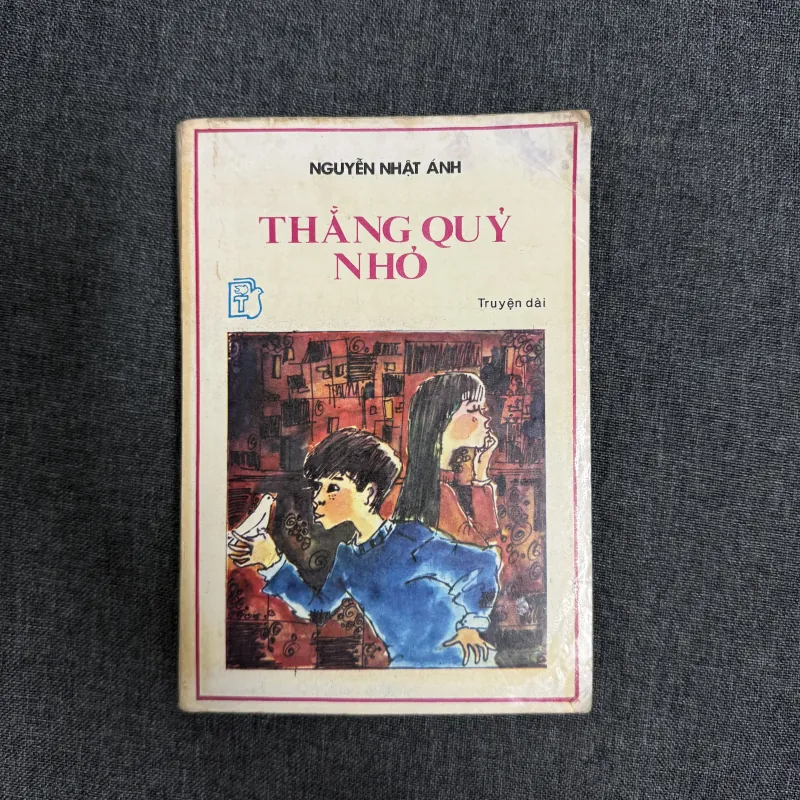 NGUYỄN NHẬT ÁNH
THẰNG QUỶ
NHỎ
T
Truyện dài